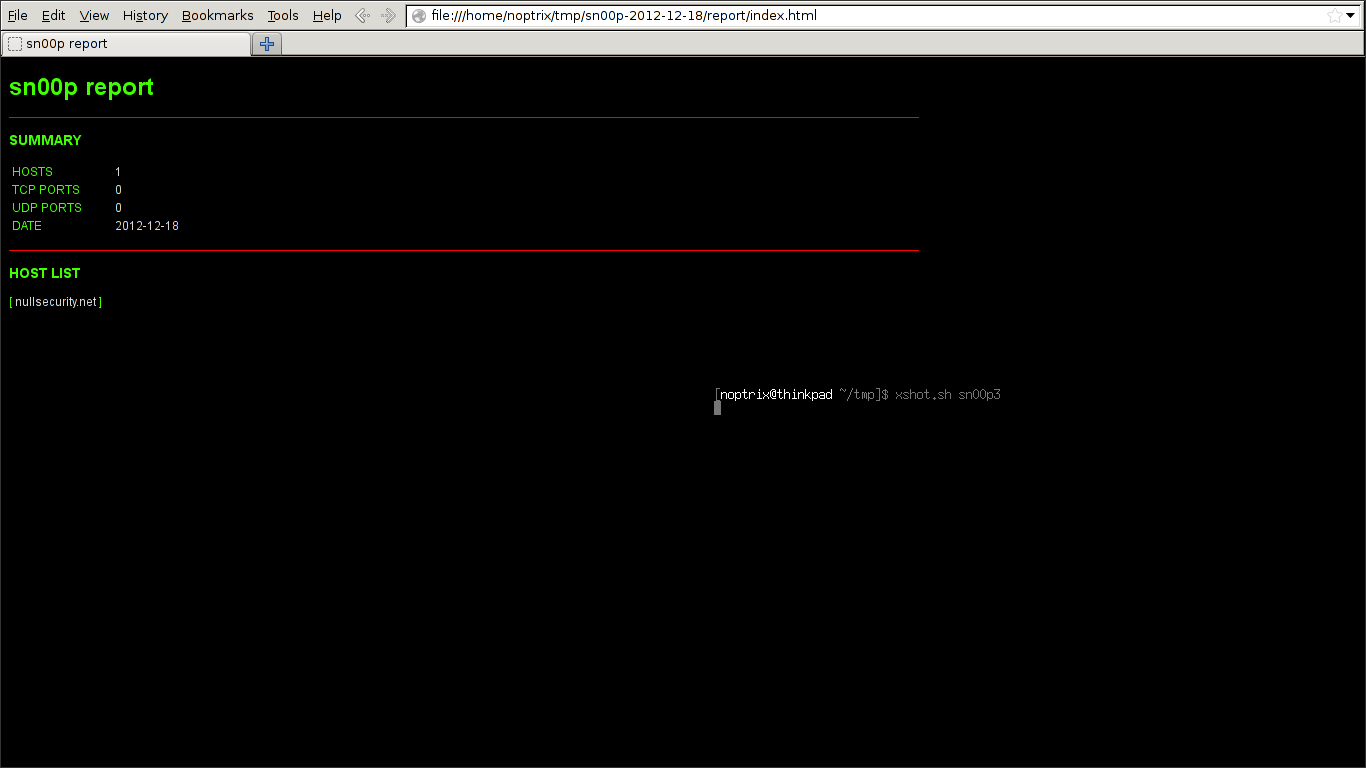 File Edit View History Bookmarks Tools Help file:///home/noptrix/tmp/sn00p-2012-12-18/report/index.html
sn00p report
sn00p report
SUMMARY
HOSTS 1
TCP PORTS 0
UDP PORTS 0
DATE 2012-12-18
HOST LIST
[ nullsecurity.net ]
[noptrix@thinkpad ~/tmp]$ xshot.sh sn00p3